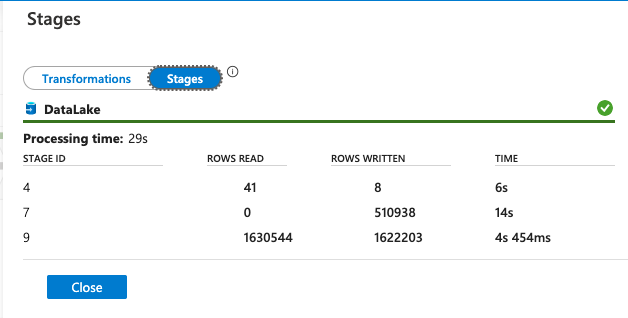 Stages
Transformations Stages
DataLake
Processing time: 29s
STAGE ID ROWS READ ROWS WRITTEN TIME
4 41 8 6s
7 0 510938 14s
9 1630544 1622203 4s 454ms
Close